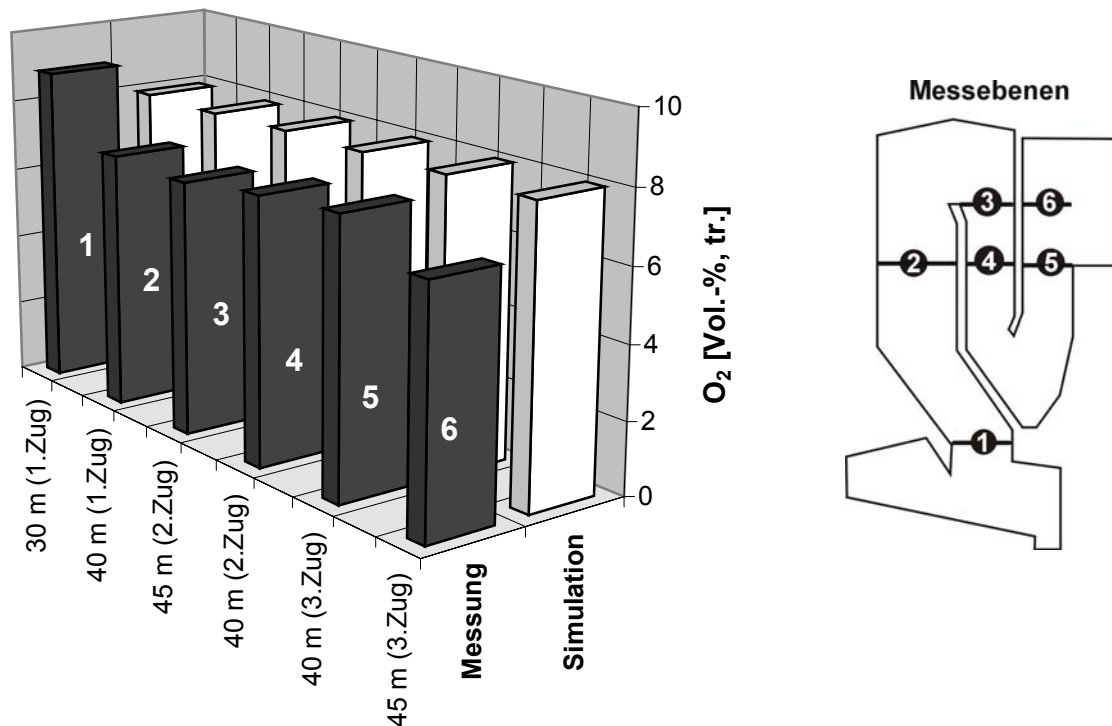 1
2
3
4
5
6
10
8
6
4
2
0
O₂ [Vol.-%, tr.]
30 m (1.Zug)
40 m (1.Zug)
45 m (2.Zug)
40 m (2.Zug)
40 m (3.Zug)
45 m (3.Zug)
Messung
Simulation
Messebenen
3
6
2
4
5
1